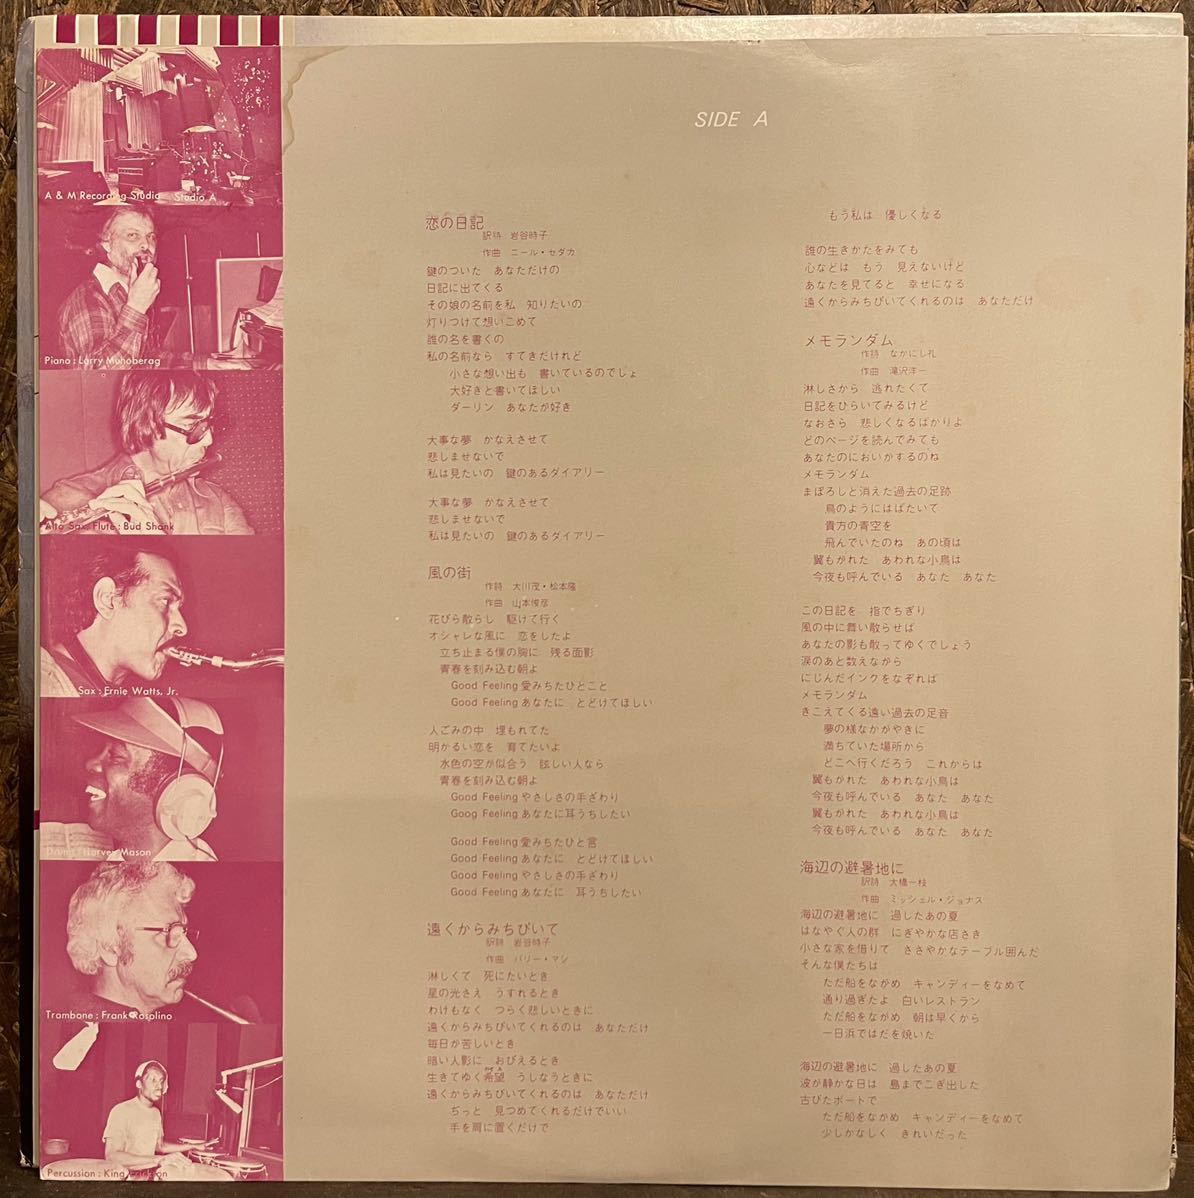 SIDE A
A & M Recording Studio Studio A
Piano : Larry Muhoberag
Alto Sax, Flute : Bud Shank
Sax : Ernie Watts, Jr.
Drums : Harvey Mason
Trombone : Frank Rosplino
Percussion : King Erickson
恋の日記
訳詩 岩谷時子
作曲 ニール・セダカ
鍵のついた あなただけの
日記に出てくる
その娘の名前を私 知りたいの
灯りつけて想いこめて
誰の名を書くの
私の名前なら すてきだけれど
小さな想い出も 書いているのでしょ
大好きと書いてほしい
ダーリン あなたが好き
大事な夢 かなえさせて
悲しませないで
私は見たいの 鍵のあるダイアリー
大事な夢 かなえさせて
悲しませないで
私は見たいの 鍵のあるダイアリー
風の街
作詩 大川茂・松本隆
作曲 山本俊彦
花びら散らし 駆けて行く
オシャレな風に 恋をしたよ
立ち止まる僕の胸に 残る面影
青春を刻み込む朝よ
Good Feeling 愛みちたひとこと
Good Feeling あなたに とどけてほしい
人ごみの中 埋もれてた
明かるい恋を 育てたいよ
水色の空が似合う 眩しい人なら
青春を刻み込む朝よ
Good Feeling やさしさの手ざわり
Goog Feeling あなたに耳うちしたい
Good Feeling 愛みちたひと言
Good Feeling あなたに とどけてほしい
Good Feeling やさしさの手ざわり
Good Feeling あなたに 耳うちしたい
遠くからみちびいて
訳詩 岩谷時子
作曲 バリー・マン
淋しくて 死にたいとき
星の光さえ うすれるとき
わけもなく つらく悲しいときに
遠くからみちびいてくれるのは あなただけ
毎日が苦しいとき
暗い人影に おびえるとき
生きてゆく希望 うしなうときに
遠くからみちびいてくれるのは あなただけ
ぢっと 見つめてくれるだけでいい
手を肩に置くだけで
もう私は 優しくなる
誰の生きかたをみても
心などは もう 見えないけど
あなたを見てると 幸せになる
遠くからみちびいてくれるのは あなただけ
メモランダム
作詩 なかにし礼
作曲 滝沢洋一
淋しさから 逃れたくて
日記をひらいてみるけど
なおさら 悲しくなるばかりよ
どのページを読んでみても
あなたのにおいがするのね
メモランダム
まぼろしと消えた過去の足跡
鳥のようにはばたいて
貴方の青空を
飛んでいたのね あの頃は
翼もがれた あわれな小鳥は
今夜も呼んでいる あなた あなた
この日記を 指でちぎり
風の中に舞い散らせば
あなたの影も散ってゆくでしょう
涙のあと数えながら
にじんだインクをなぞれば
メモランダム
きこえてくる遠い過去の足音
夢の様なかがやきに
満ちていた場所から
どこへ行くだろう これからは
翼もがれた あわれな小鳥は
今夜も呼んでいる あなた あなた
翼もがれた あわれな小鳥は
今夜も呼んでいる あなた あなた
海辺の避暑地に
訳詩 大橋一枝
作曲 ミッシェル・ジョナス
海辺の避暑地に 過したあの夏
はなやぐ人の群 にぎやかな店さき
小さな家を借りて ささやかなテーブル囲んだ
そんな僕たちは
ただ船をながめ キャンディーをなめて
通り過ぎたよ 白いレストラン
ただ船をながめ 朝は早くから
一日浜ではだを焼いた
海辺の避暑地に 過したあの夏
波が静かな日は 島までこぎ出した
古びたボートで
ただ船をながめ キャンディーをなめて
少しかなしく きれいだった